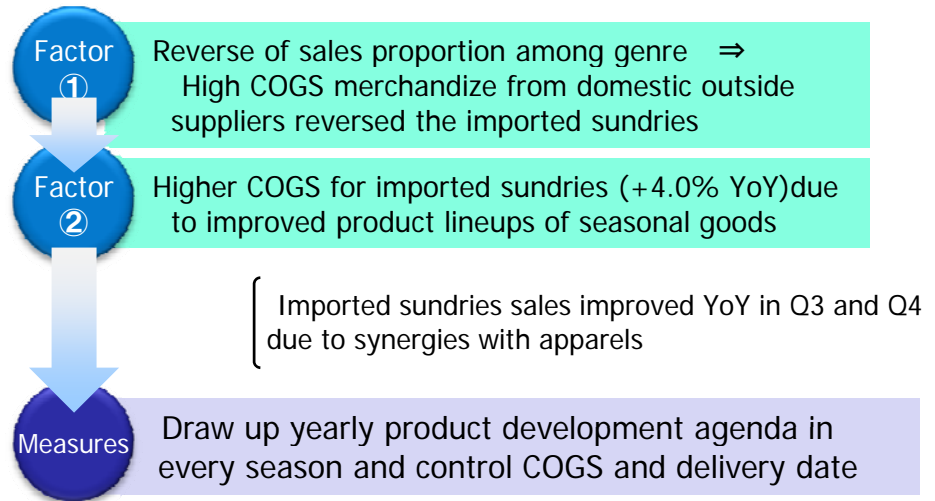 Factor
①
Reverse of sales proportion among genre ⇒
High COGS merchandize from domestic outside
suppliers reversed the imported sundries
Factor
②
Higher COGS for imported sundries (+4.0% YoY)due
to improved product lineups of seasonal goods
Imported sundries sales improved YoY in Q3 and Q4
due to synergies with apparels
Measures
Draw up yearly product development agenda in
every season and control COGS and delivery date